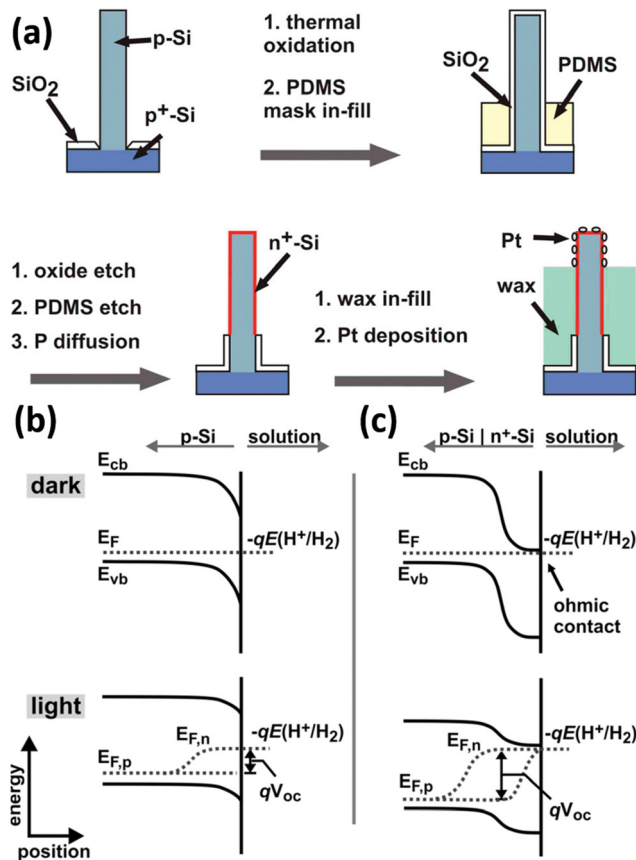 (a)
p-Si
SiO2
p+-Si
1. thermal
oxidation
2. PDMS
mask in-fill
SiO2
PDMS
1. oxide etch
2. PDMS etch
3. P diffusion
n+-Si
1. wax in-fill
2. Pt deposition
Pt
wax
(b)
p-Si
solution
dark
Ecb
EF
Evb
-qE(H+/H2)
light
EF,n
EF,p
-qE(H+/H2)
qVoc
energy
position
(c)
p-Si | n+-Si
solution
Ecb
EF
Evb
-qE(H+/H2)
ohmic
contact
EF,n
EF,p
-qE(H+/H2)
qVoc